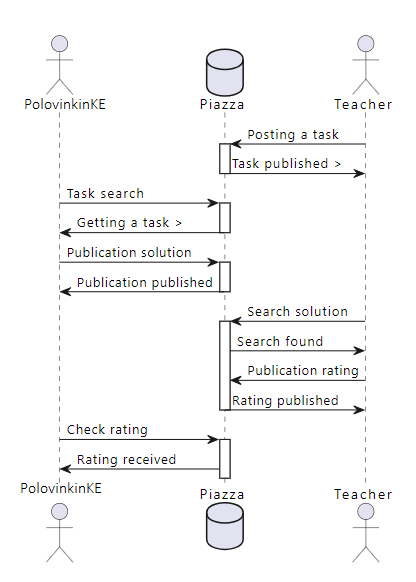 PolovinkinKE
Piazza
Teacher
Posting a task
Task published >
Task search
Getting a task >
Publication solution
Publication published
Search solution
Search found
Publication rating
Rating published
Check rating
Rating received
PolovinkinKE
Piazza
Teacher